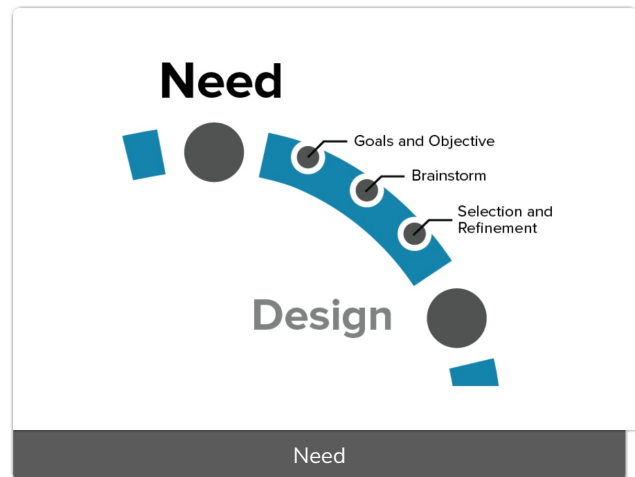 Need
Goals and Objective
Brainstorm
Selection and
Refinement
Design
Need